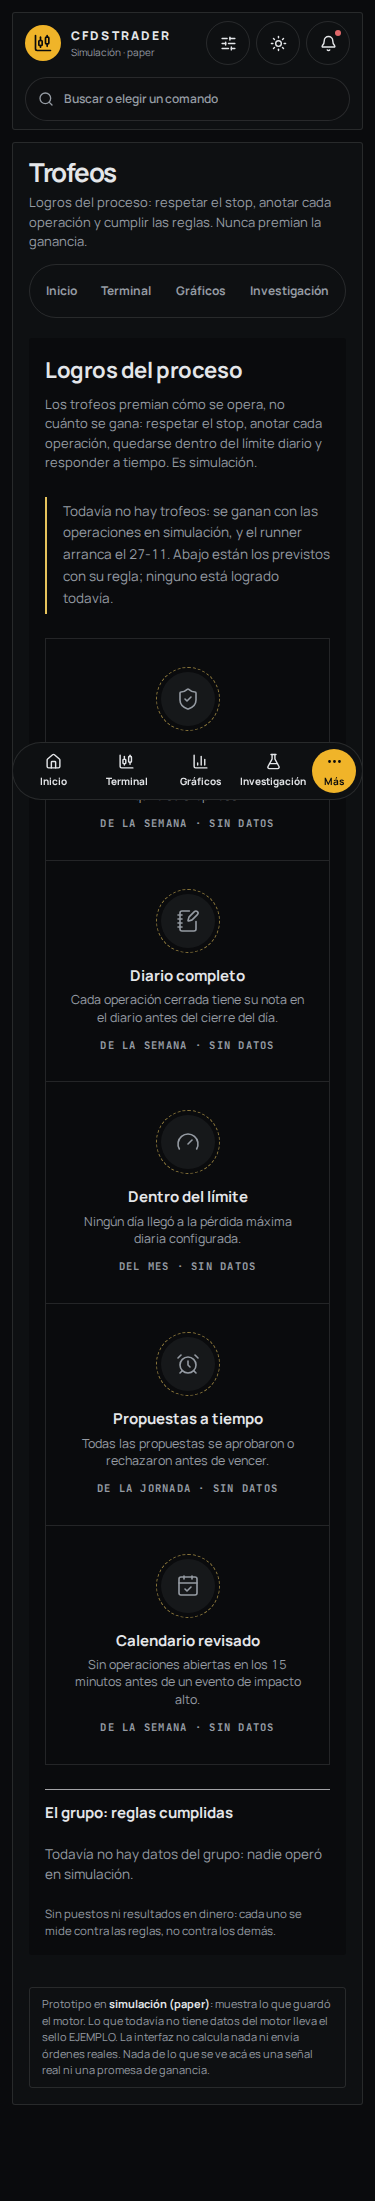 CFDSTRADER
Simulación · paper
Buscar o elegir un comando
Trofeos
Logros del proceso: respetar el stop, anotar cada
operación y cumplir las reglas. Nunca premian la
ganancia.
Inicio Terminal Gráficos Investigación
Logros del proceso
Los trofeos premian cómo se opera, no
cuánto se gana: respetar el stop, anotar cada
operación, quedarse dentro del límite diario y
responder a tiempo. Es simulación.
Todavía no hay trofeos: se ganan con las
operaciones en simulación, y el runner
arranca el 27-11. Abajo están los previstos
con su regla; ninguno está logrado
todavía.
Inicio Terminal Gráficos Investigación Más
DE LA SEMANA · SIN DATOS
Diario completo
Cada operación cerrada tiene su nota en
el diario antes del cierre del día.
DE LA SEMANA · SIN DATOS
Dentro del límite
Ningún día llegó a la pérdida máxima
diaria configurada.
DEL MES · SIN DATOS
Propuestas a tiempo
Todas las propuestas se aprobaron o
rechazaron antes de vencer.
DE LA JORNADA · SIN DATOS
Calendario revisado
Sin operaciones abiertas en los 15
minutos antes de un evento de impacto
alto.
DE LA SEMANA · SIN DATOS
El grupo: reglas cumplidas
Todavía no hay datos del grupo: nadie operó
en simulación.
Sin puestos ni resultados en dinero: cada uno se
mide contra las reglas, no contra los demás.
Prototipo en simulación (paper): muestra lo que guardó
el motor. Lo que todavía no tiene datos del motor lleva el
sello EJEMPLO. La interfaz no calcula nada ni envía
órdenes reales. Nada de lo que se ve acá es una señal
real ni una promesa de ganancia.